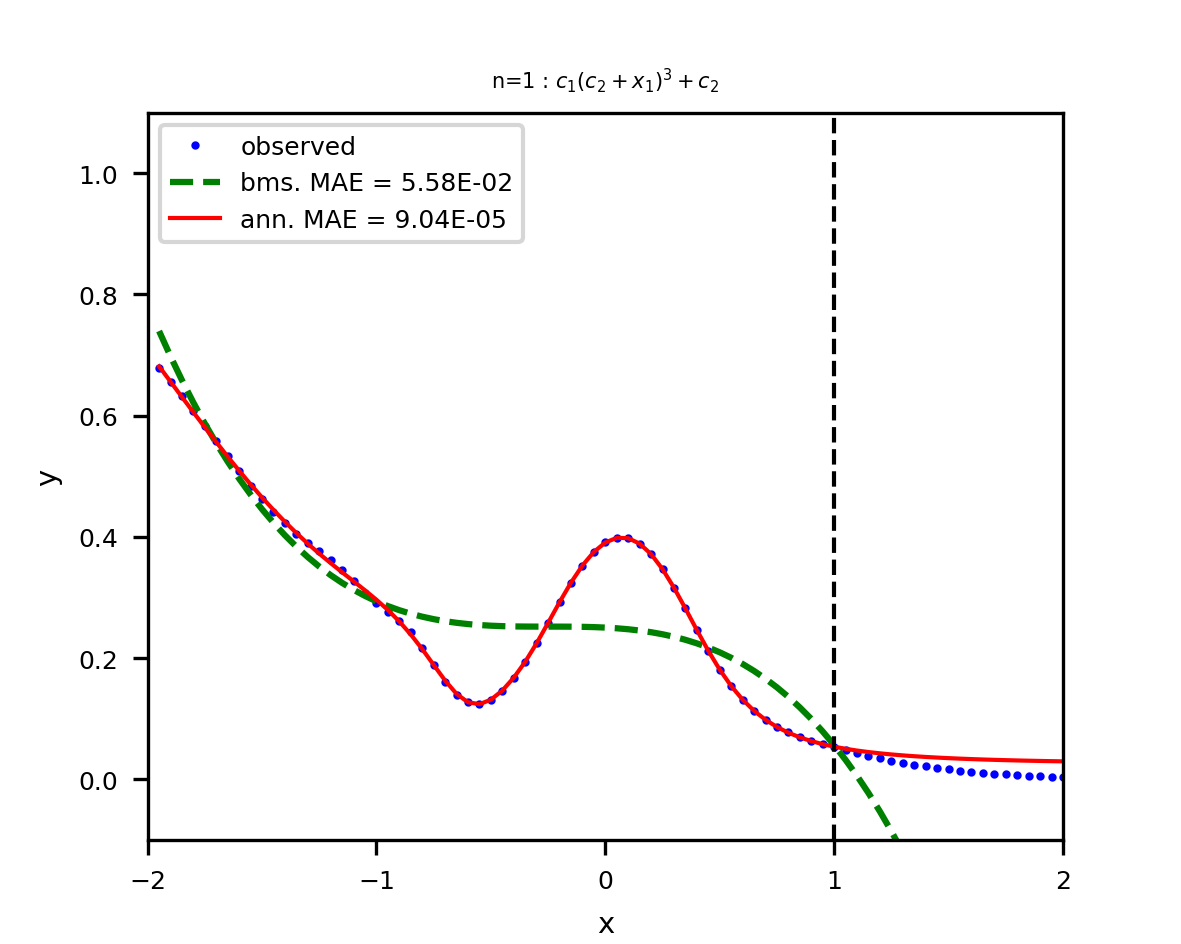 n=1 : c₁(c₂ + x₁)³ + c₂
observed
bms. MAE = 5.58E-02
ann. MAE = 9.04E-05
1.0
0.8
0.6
0.4
0.2
0.0
y
−2
−1
0
1
2
x